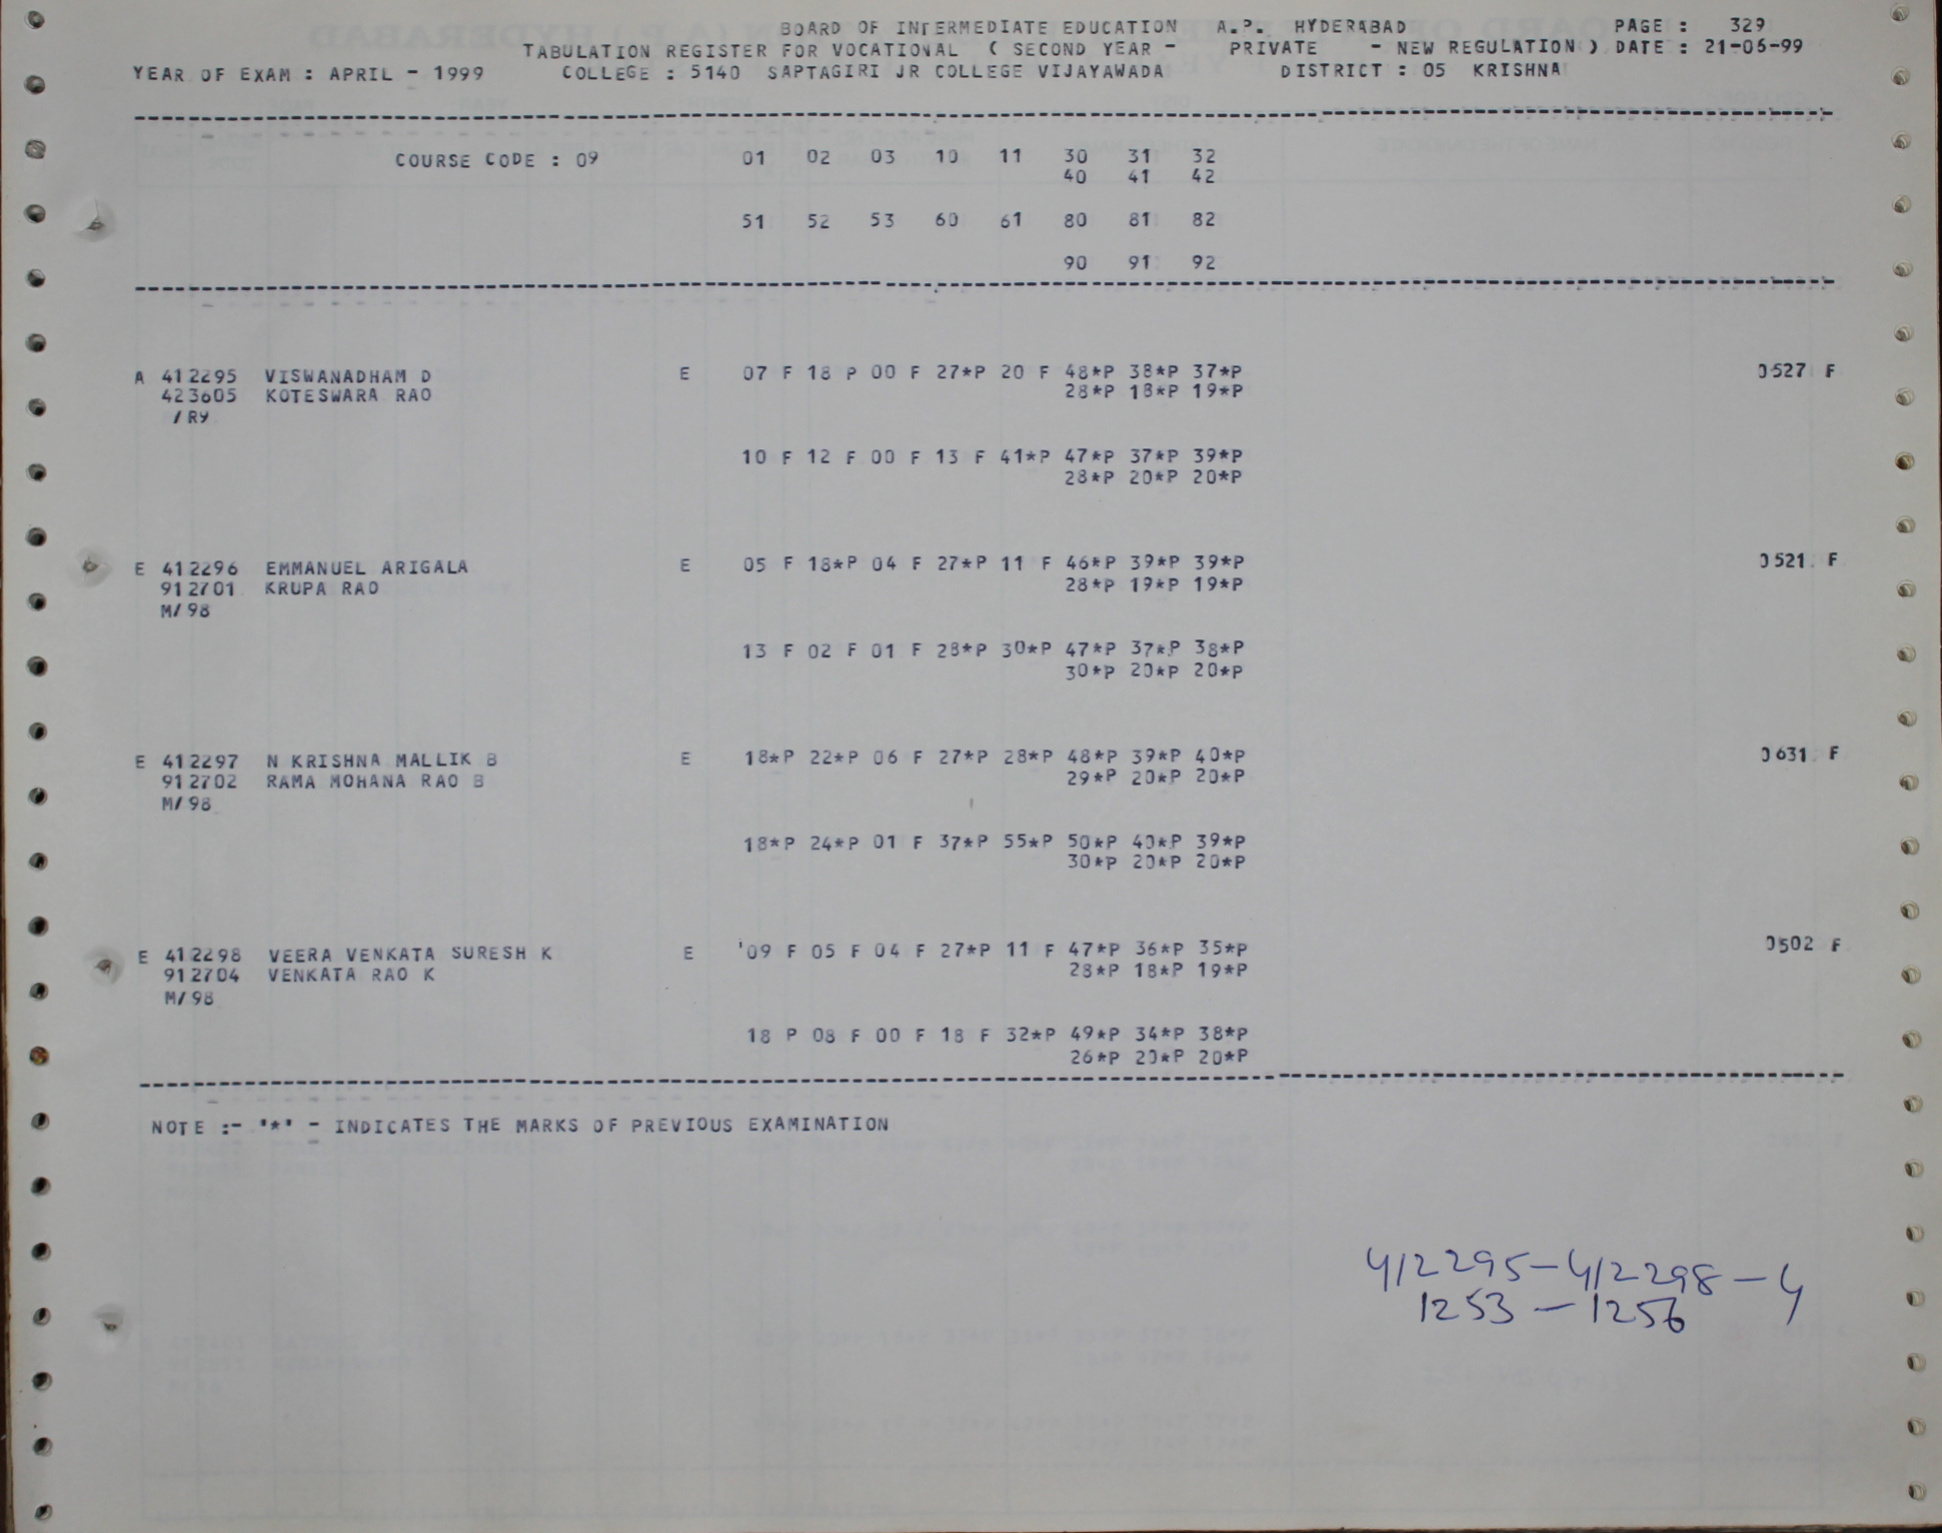 BOARD OF INTERMEDIATE EDUCATION A.P. HYDERABAD PAGE : 329
TABULATION REGISTER FOR VOCATIONAL ( SECOND YEAR - PRIVATE - NEW REGULATION ) DATE : 21-06-99
YEAR OF EXAM : APRIL - 1999 COLLEGE : 5140 SAPTAGIRI JR COLLEGE VIJAYAWADA DISTRICT : 05 KRISHNA
COURSE CODE : 09 01 02 03 10 11 30 31 32
40 41 42
51 52 53 60 61 80 81 82
90 91 92
A 412295 VISWANADHAM D E 07 F 18 P 00 F 27*P 20 F 48*P 38*P 37*P 0527 F
423605 KOTESWARA RAO 28*P 18*P 19*P
/R9
10 F 12 F 00 F 13 F 41*P 47*P 37*P 39*P
28*P 20*P 20*P
E 412296 EMMANUEL ARIGALA E 05 F 18*P 04 F 27*P 11 F 46*P 39*P 39*P 0521 F
912701 KRUPA RAO 28*P 19*P 19*P
M/98
13 F 02 F 01 F 28*P 30*P 47*P 37*P 38*P
30*P 20*P 20*P
E 412297 N KRISHNA MALLIK B E 18*P 22*P 06 F 27*P 28*P 48*P 39*P 40*P 0631 F
912702 RAMA MOHANA RAO B 29*P 20*P 20*P
M/98
18*P 24*P 01 F 37*P 55*P 50*P 40*P 39*P
30*P 20*P 20*P
E 412298 VEERA VENKATA SURESH K E 09 F 05 F 04 F 27*P 11 F 47*P 36*P 35*P 0502 F
912704 VENKATA RAO K 28*P 18*P 19*P
M/98
18 P 08 F 00 F 18 F 32*P 49*P 34*P 38*P
26*P 20*P 20*P
NOTE :- '*' - INDICATES THE MARKS OF PREVIOUS EXAMINATION
412295-412298-4
1253-1256